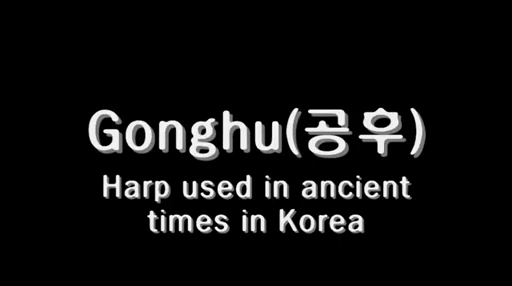 Gonghu(공후)
Harp used in ancient
times in Korea